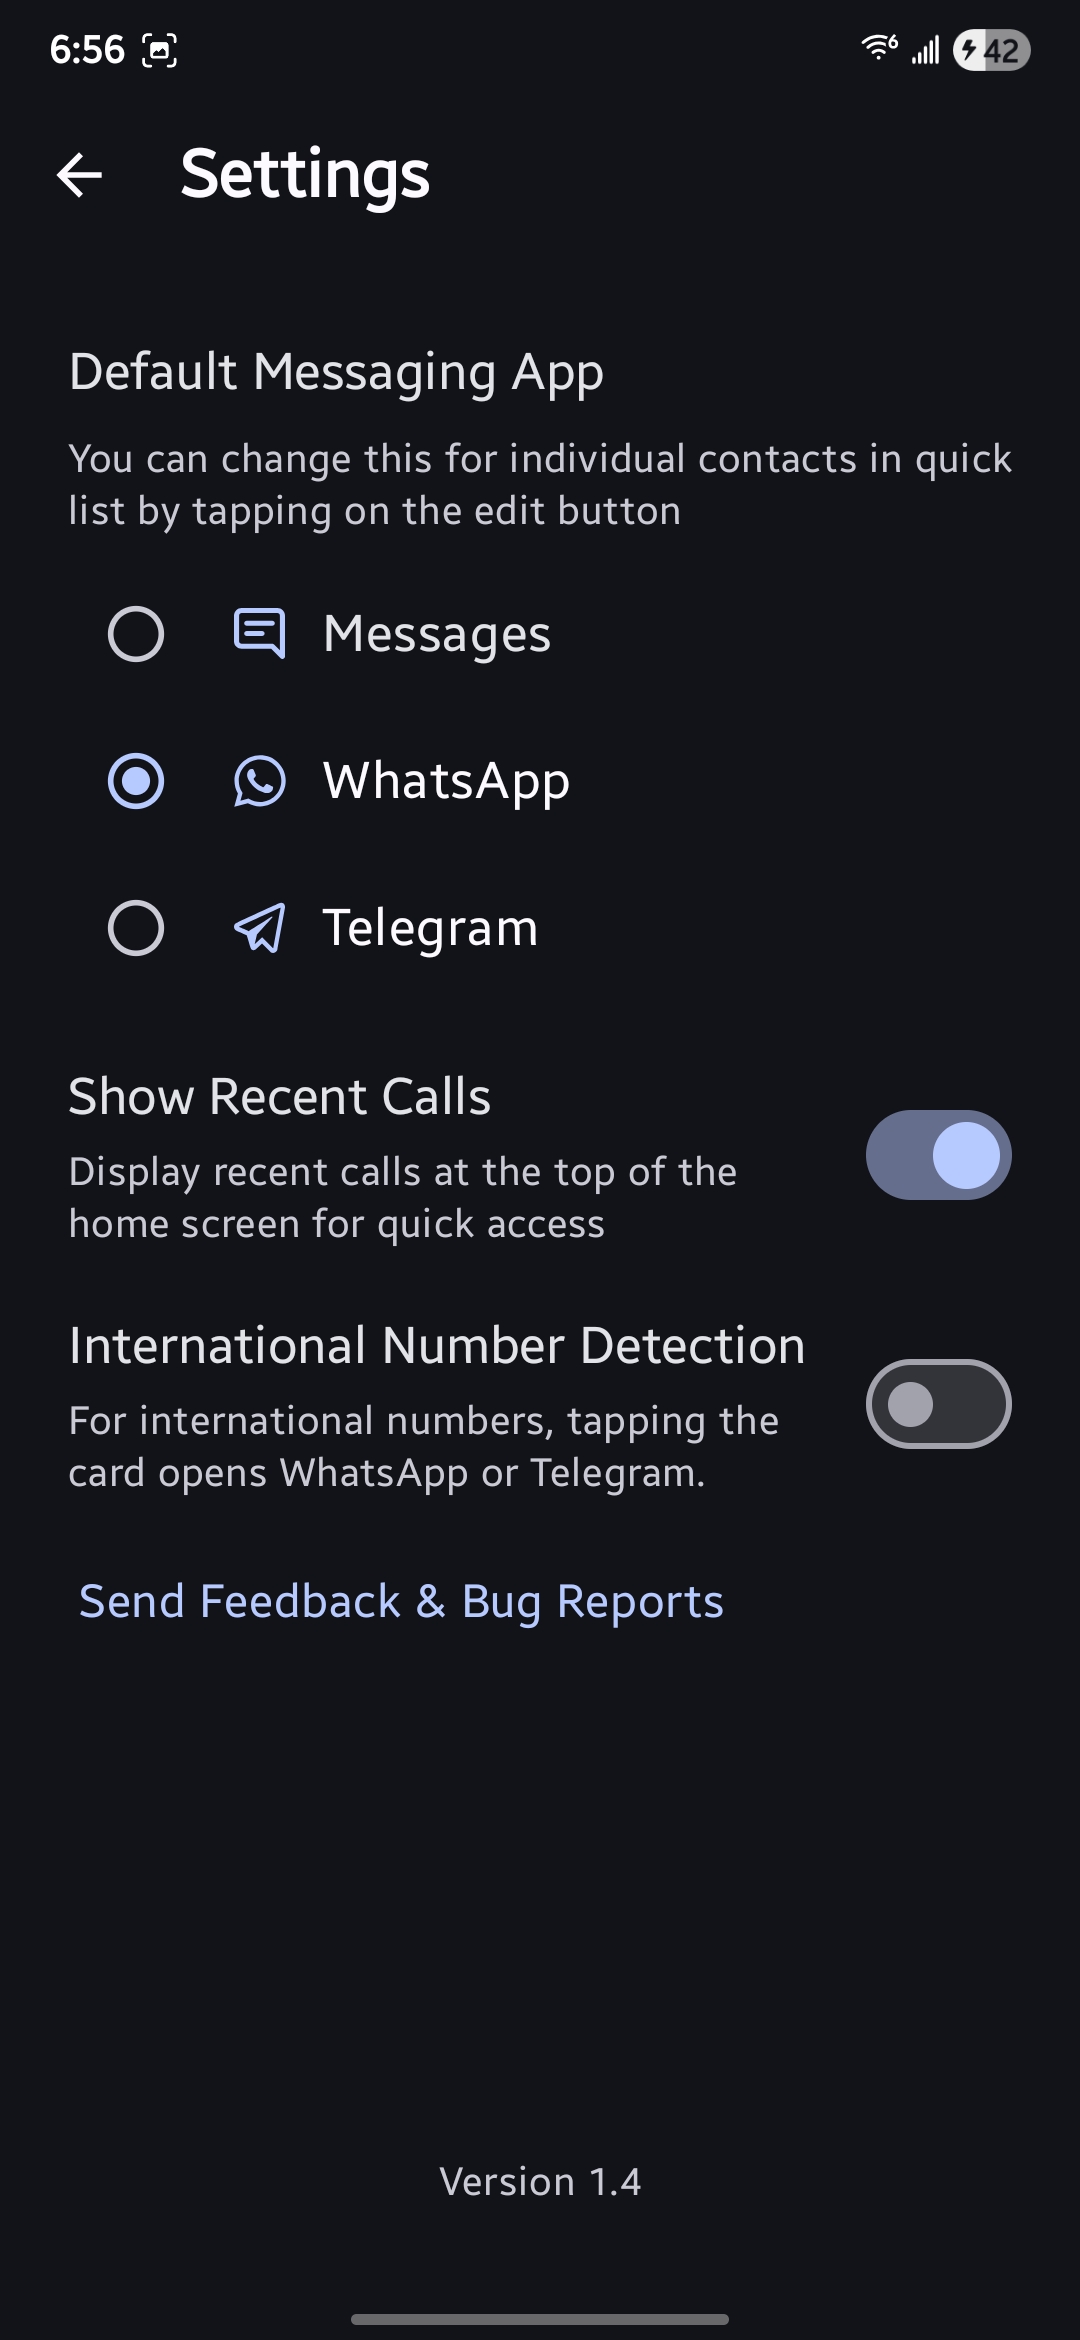 6:56
6
42
Settings
Default Messaging App
You can change this for individual contacts in quick
list by tapping on the edit button
Messages
WhatsApp
Telegram
Show Recent Calls
Display recent calls at the top of the
home screen for quick access
International Number Detection
For international numbers, tapping the
card opens WhatsApp or Telegram.
Send Feedback & Bug Reports
Version 1.4